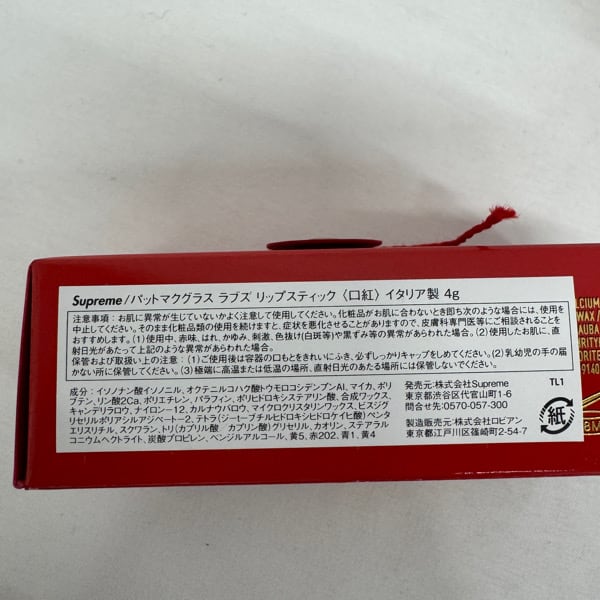 Supreme/パットマクグラス ラブズ リップスティック〈口紅〉イタリア製 4g
注意事項：お肌に異常が生じていないかよく注意して使用してください。化粧品がお肌に合わないとき即ち次のような場合には、使用を
中止してください。そのまま化粧品類の使用を続けますと、症状を悪化させることがありますので、皮膚科専門医等にご相談されることを
おすすめします。(1)使用中、赤味、はれ、かゆみ、刺激、色抜け(白斑等)や黒ずみ等の異常があらわれた場合。(2)使用したお肌に、直
射日光があたって上記のような異常があらわれた場合。
保管および取扱い上の注意：(1)ご使用後は容器の口もとをきれいにふき、必ずしっかりキャップをしめてください。(2)乳幼児の手の届
かない所に保管してください。(3)極端に高温または低温の場所、直射日光のあたる場所には保管しないでください。
成分：イソノナン酸イソノニル、オクテニルコハク酸トウモロコシデンプンAl、マイカ、ポリ
ブテン、リン酸2Ca、ポリエチレン、パラフィン、ポリヒドロキシステアリン酸、合成ワックス、
キャンデリラロウ、ナイロン-12、カルナウバロウ、マイクロクリスタリンワックス、ビスジグ
リセリルポリアシルアジペート-2、テトラ(ジ-t-ブチルヒドロキシヒドロケイヒ酸)ペンタ
エリスリチル、スクワラン、トリ(カプリル酸/カプリン酸)グリセリル、カオリン、ステアラル
コニウムヘクトライト、炭酸プロピレン、ベンジルアルコール、黄5、赤202、青1、黄4
発売元：株式会社Supreme TL1
東京都渋谷区代官山町1-6
問合せ先：0570-057-300
製造販売元：株式会社ロビアン
東京都江戸川区篠崎町2-54-7
紙
LCIUM
WAX/
AUBA